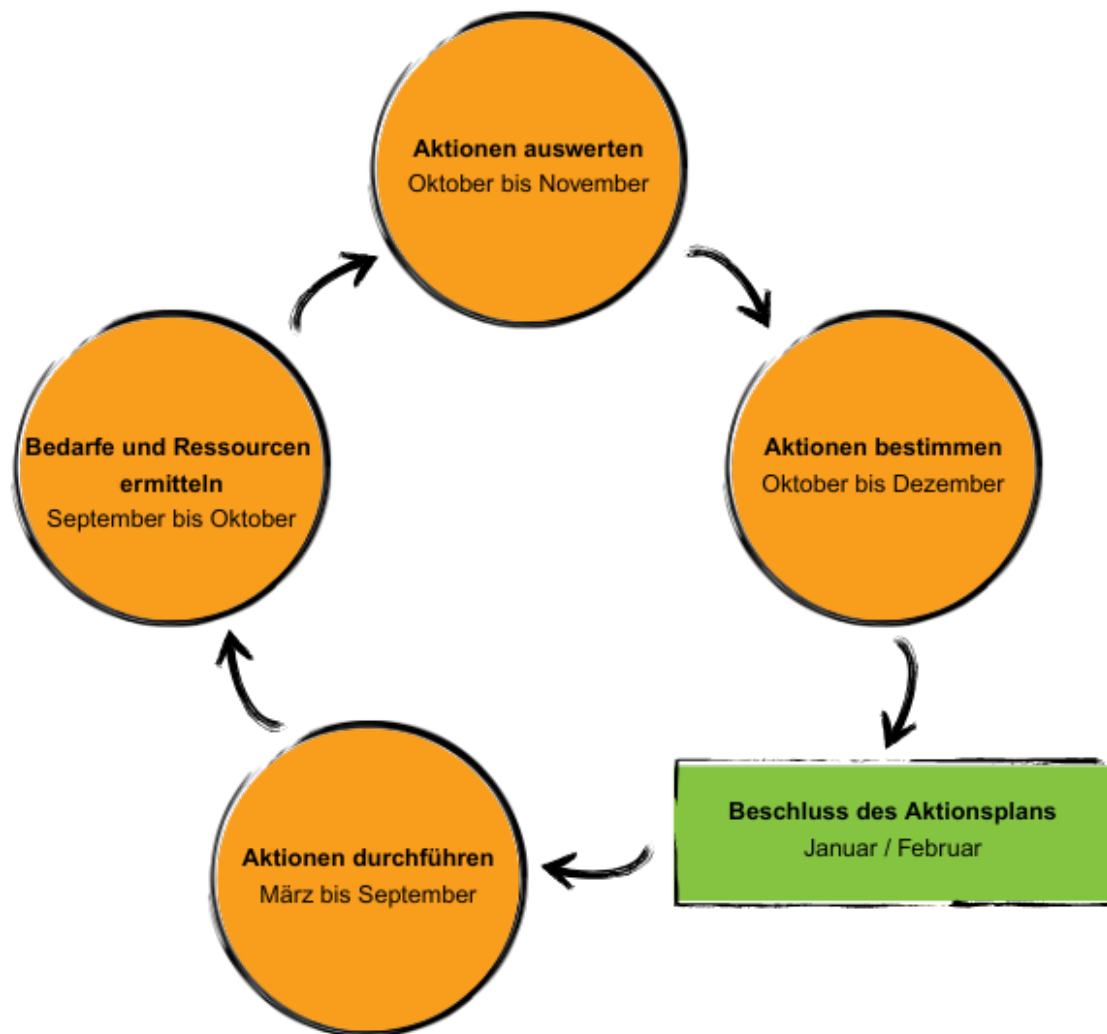 Aktionen auswerten
Oktober bis November
Bedarfe und Ressourcen
ermitteln
September bis Oktober
Aktionen bestimmen
Oktober bis Dezember
Beschluss des Aktionsplans
Januar / Februar
Aktionen durchführen
März bis September